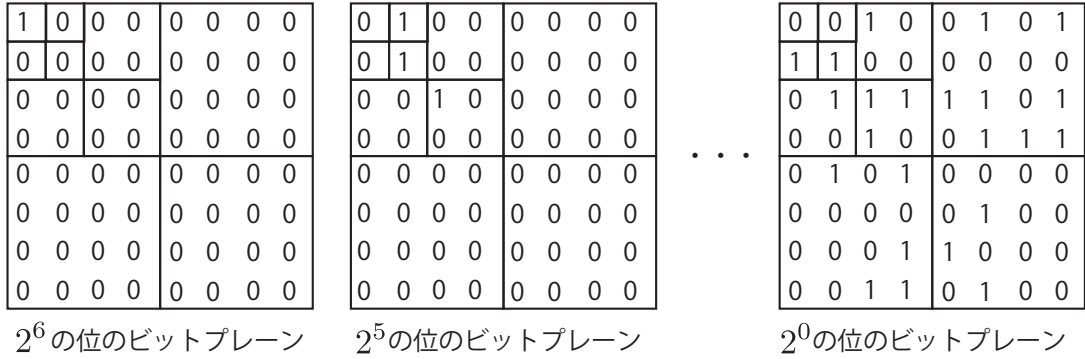 1 0 0 0 0 0 0 0
0 0 0 0 0 0 0 0
0 0 0 0 0 0 0 0
0 0 0 0 0 0 0 0
0 0 0 0 0 0 0 0
0 0 0 0 0 0 0 0
0 0 0 0 0 0 0 0
0 0 0 0 0 0 0 0
2^6の位のビットプレーン
0 1 0 0 0 0 0 0
0 1 0 0 0 0 0 0
0 0 1 0 0 0 0 0
0 0 0 0 0 0 0 0
0 0 0 0 0 0 0 0
0 0 0 0 0 0 0 0
0 0 0 0 0 0 0 0
0 0 0 0 0 0 0 0
2^5の位のビットプレーン
. . .
0 0 1 0 0 1 0 1
1 1 0 0 0 0 0 0
0 1 1 1 1 1 0 1
0 0 1 0 0 1 1 1
0 1 0 1 0 0 0 0
0 0 0 0 0 1 0 0
0 0 0 1 1 0 0 0
0 0 1 1 0 1 0 0
2^0の位のビットプレーン